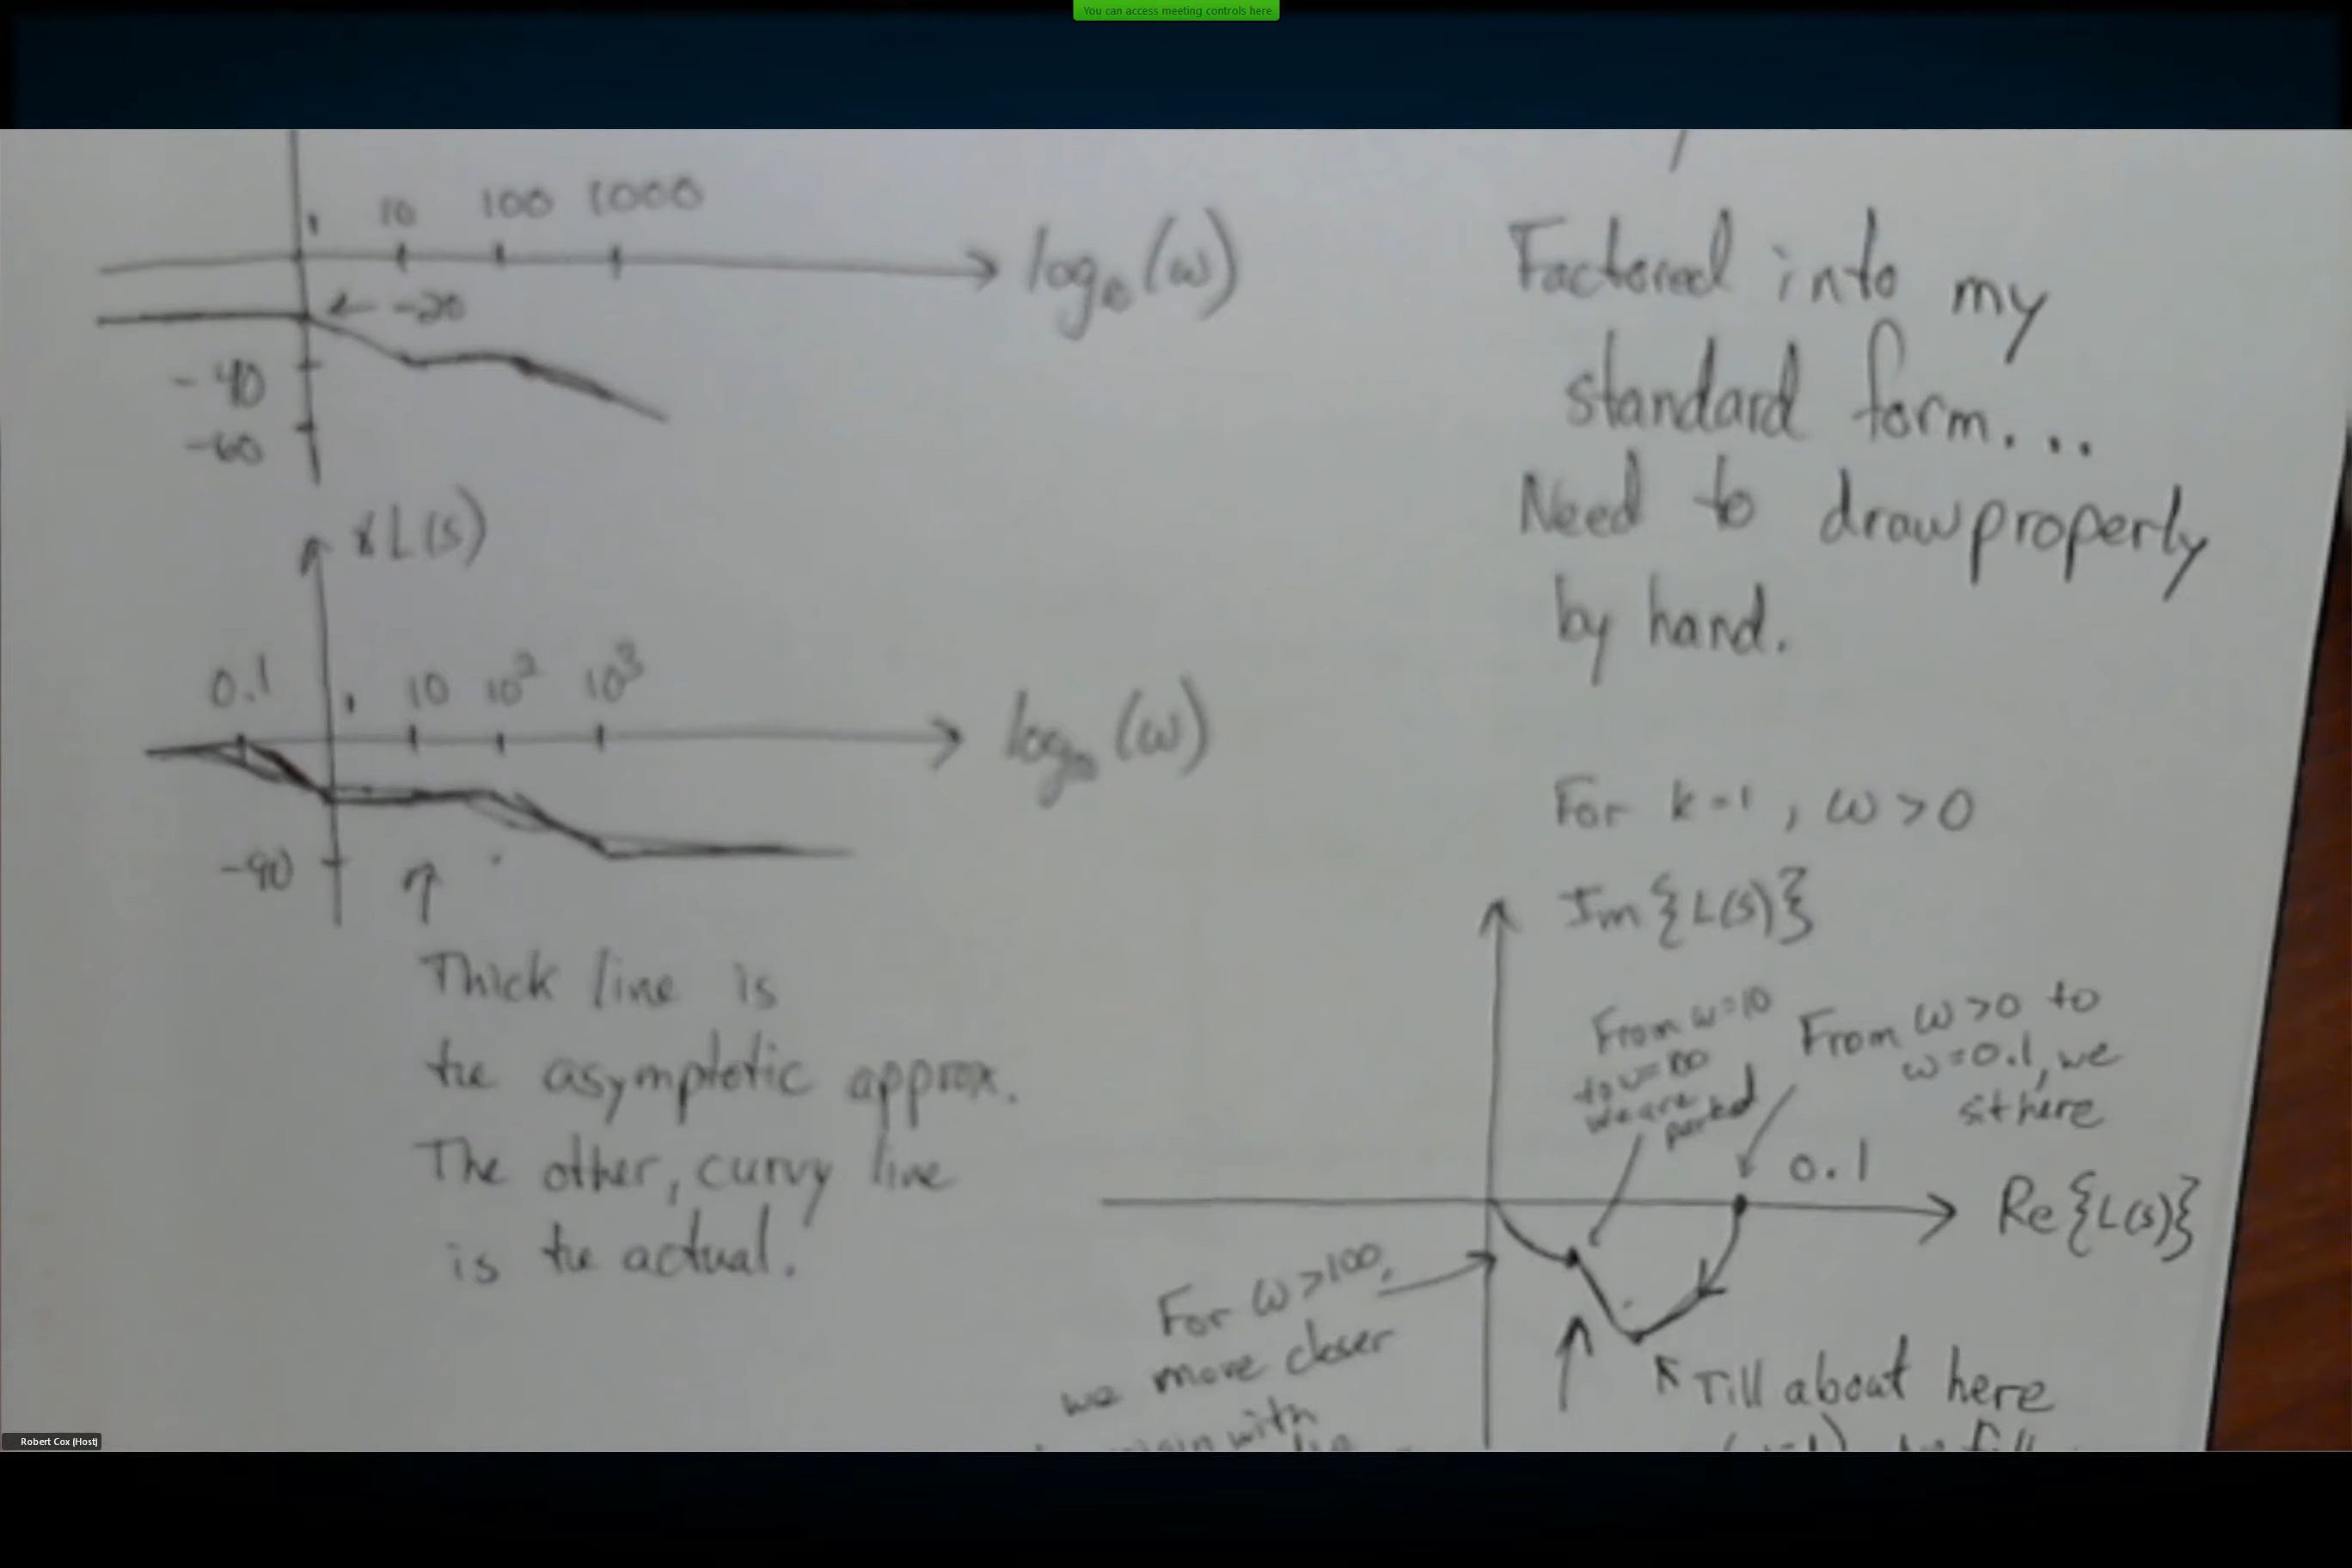 You can access meeting controls here
1 10 100 1000
log₁₀(ω)
← -20
-40
-60
∡L(s)
0.1 1 10 10² 10³
log₁₀(ω)
-90
Thick line is
the asymptotic approx.
The other, curvy line
is the actual.
Factored into my
standard form...
Need to draw properly
by hand.
For k=1, ω>0
Im{L(s)}
From ω=10
to ω=100
we are
parked
From ω>0 to
ω=0.1, we
sit here
0.1
Re{L(s)}
For ω>100,
we move closer
with
Till about here
Robert Cox (Host)